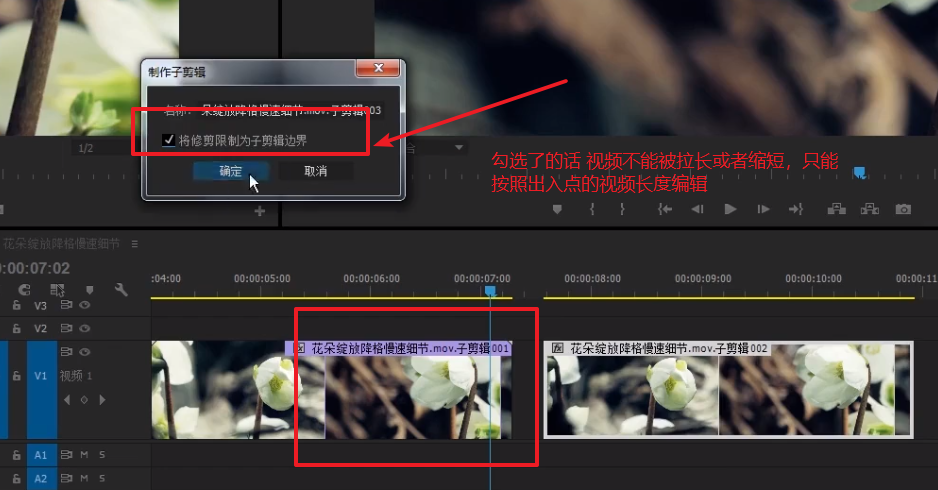 制作子剪辑
名称： 朵绽放降格慢速细节.mov.子剪辑003
将修剪限制为子剪辑边界
确定 取消
1/2
勾选了的话 视频不能被拉长或者缩短，只能
按照出入点的视频长度编辑
花朵绽放降格慢速细节
0:00:07:02
:04:00 00:00:05:00 00:00:06:00 00:00:07:00 00:00:08:00 00:00:09:00 00:00:10:00 00:00:11
V3
V2
fx 花朵绽放降格慢速细节.mov.子剪辑001 fx 花朵绽放降格慢速细节.mov.子剪辑002
V1 视频 1
A1 M S
A2 M S